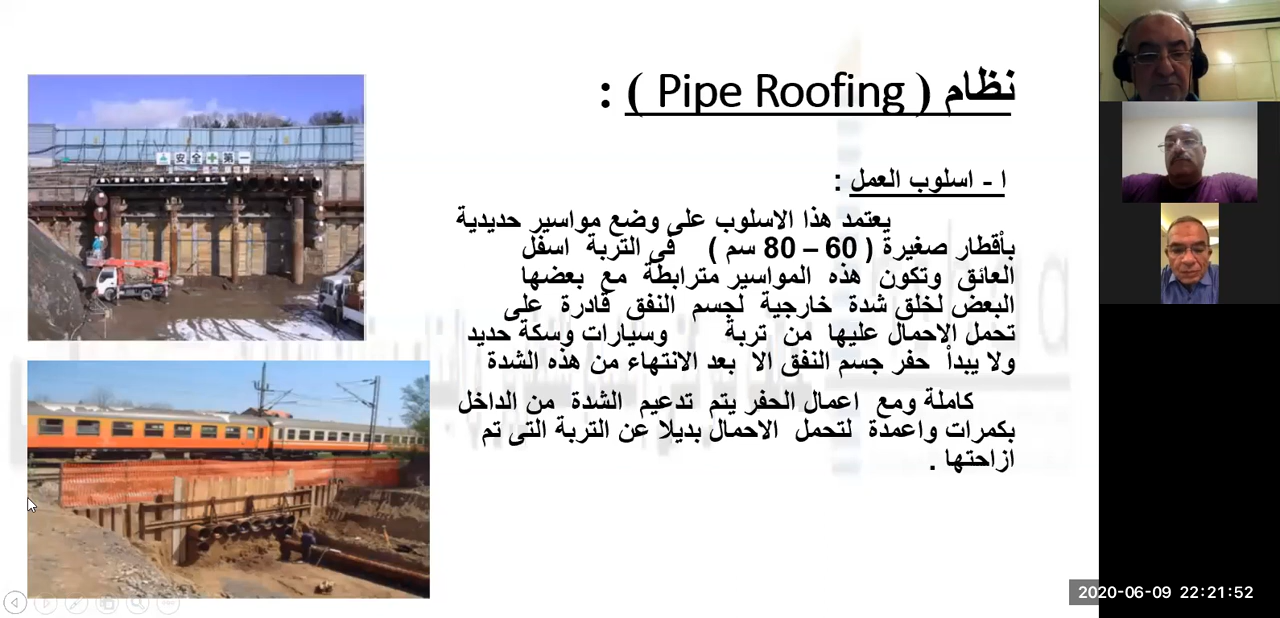 نظام ( Pipe Roofing ) :
ا - اسلوب العمل :
يعتمد هذا الاسلوب على وضع مواسير حديدية
بأقطار صغيرة ( 60 – 80 سم ) فى التربة اسفل
العائق وتكون هذه المواسير مترابطة مع بعضها
البعض لخلق شدة خارجية لجسم النفق قادرة على
تحمل الاحمال عليها من تربة وسيارات وسكة حديد
ولا يبدأ حفر جسم النفق الا بعد الانتهاء من هذه الشدة
كاملة ومع اعمال الحفر يتم تدعيم الشدة من الداخل
بكمرات واعمدة لتحمل الاحمال بديلا عن التربة التى تم
ازاحتها .
安全第一
2020-06-09 22:21:52